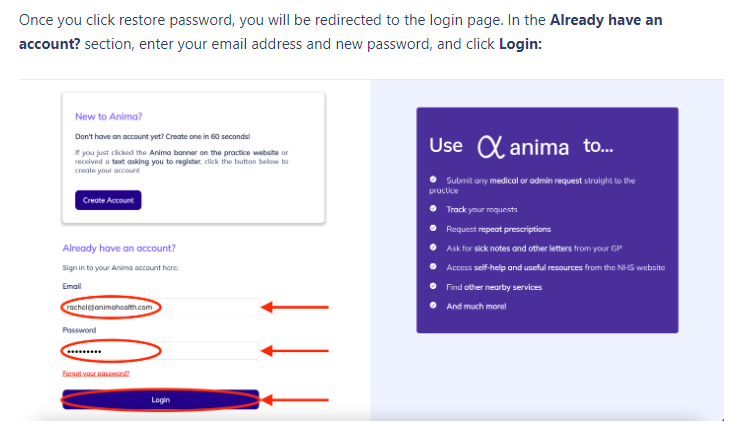 Once you click restore password, you will be redirected to the login page. In the Already have an
account? section, enter your email address and new password, and click Login:
New to Anima?
Don't have an account yet? Create one in 60 seconds!
If you just clicked the Anima banner on the practice website or
received a text asking you to register, click the button below to
create your account
Create Account
Already have an account?
Sign in to your Anima account here:
Email
rachel@animahealth.com
Password
Forgot your password?
Login
Use anima to...
Submit any medical or admin request straight to the
practice
Track your requests
Request repeat prescriptions
Ask for sick notes and other letters from your GP
Access self-help and useful resources from the NHS website
Find other nearby services
And much more!